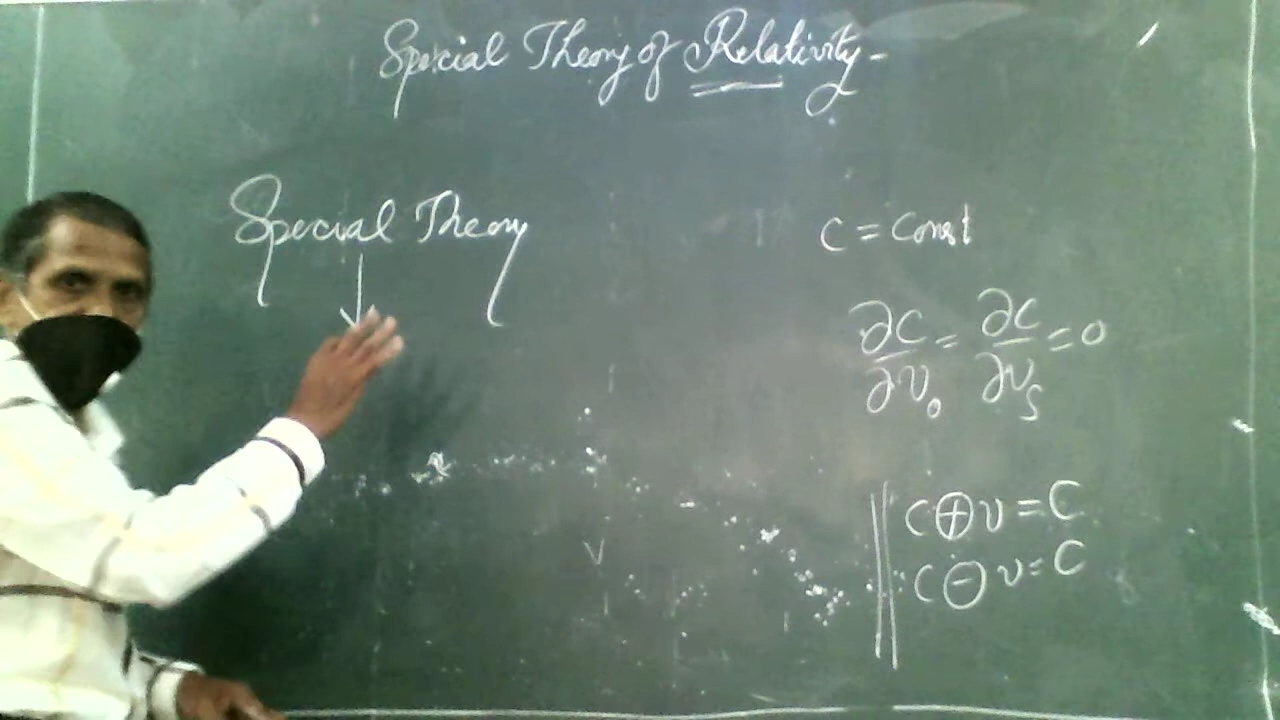 Special Theory of Relativity -
Special Theory
↓
C = Const
∂C/∂v₀ = ∂C/∂vₛ = 0
C ⊕ v = C
C ⊖ v = C